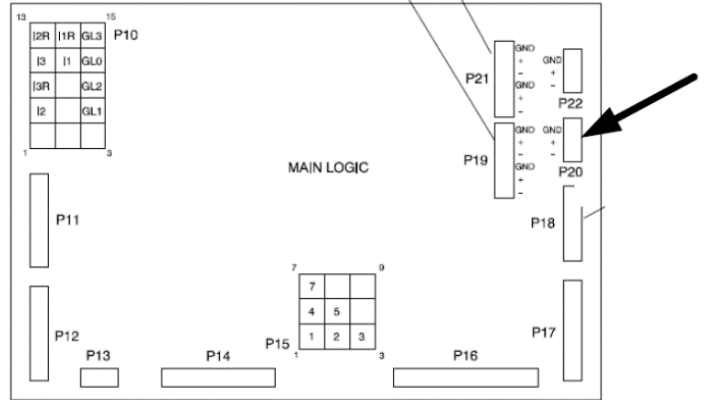 13 15
I2R I1R GL3 P10
I3 I1 GL0
I3R GL2
I2 GL1
1 3
GND
+
-
GND
+
-
P21
GND
+
-
P22
GND
+
-
GND
+
-
P19
GND
+
-
P20
MAIN LOGIC
P11
P18
7 9
7
4 5
1 2 3
P15
1 3
P12
P17
P13
P14
P16